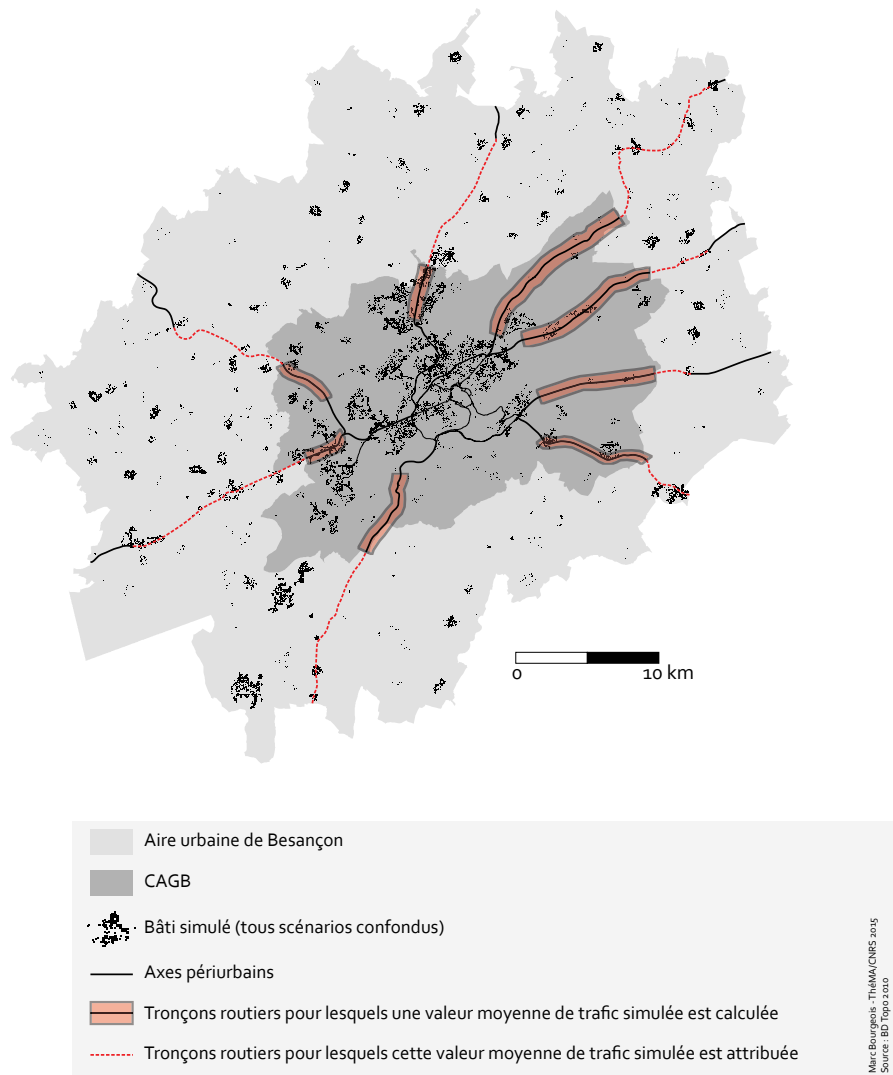 0
10 km
Aire urbaine de Besançon
CAGB
Bâti simulé (tous scénarios confondus)
Axes périurbains
Tronçons routiers pour lesquels une valeur moyenne de trafic simulée est calculée
Tronçons routiers pour lesquels cette valeur moyenne de trafic simulée est attribuée
Marc Bourgeois - ThéMA/CNRS 2015
Source : BD Topo 2010